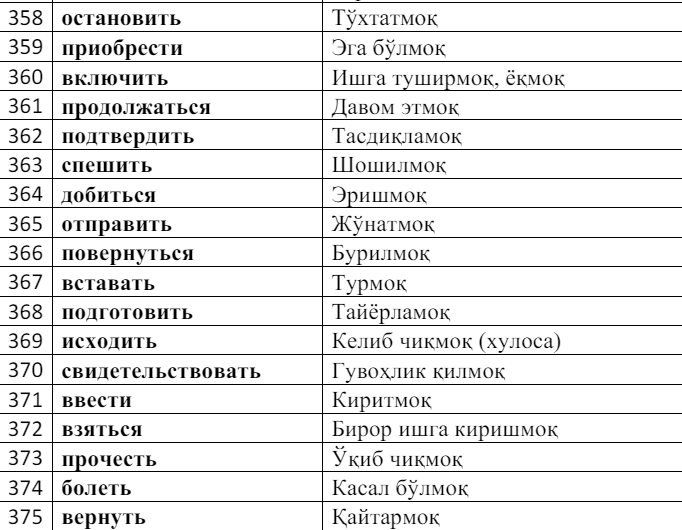 358 остановить Тўхтатмоқ
359 приобрести Эга бўлмоқ
360 включить Ишга туширмоқ, ёқмоқ
361 продолжаться Давом этмоқ
362 подтвердить Тасдиқламоқ
363 спешить Шошилмоқ
364 добиться Эришмоқ
365 отправить Жўнатмоқ
366 повернуться Бурилмоқ
367 вставать Турмоқ
368 подготовить Тайёрламоқ
369 исходить Келиб чиқмоқ (хулоса)
370 свидетельствовать Гувоҳлик қилмоқ
371 ввести Киритмоқ
372 взяться Бирор ишга киришмоқ
373 прочесть Ўқиб чиқмоқ
374 болеть Касал бўлмоқ
375 вернуть Қайтармоқ